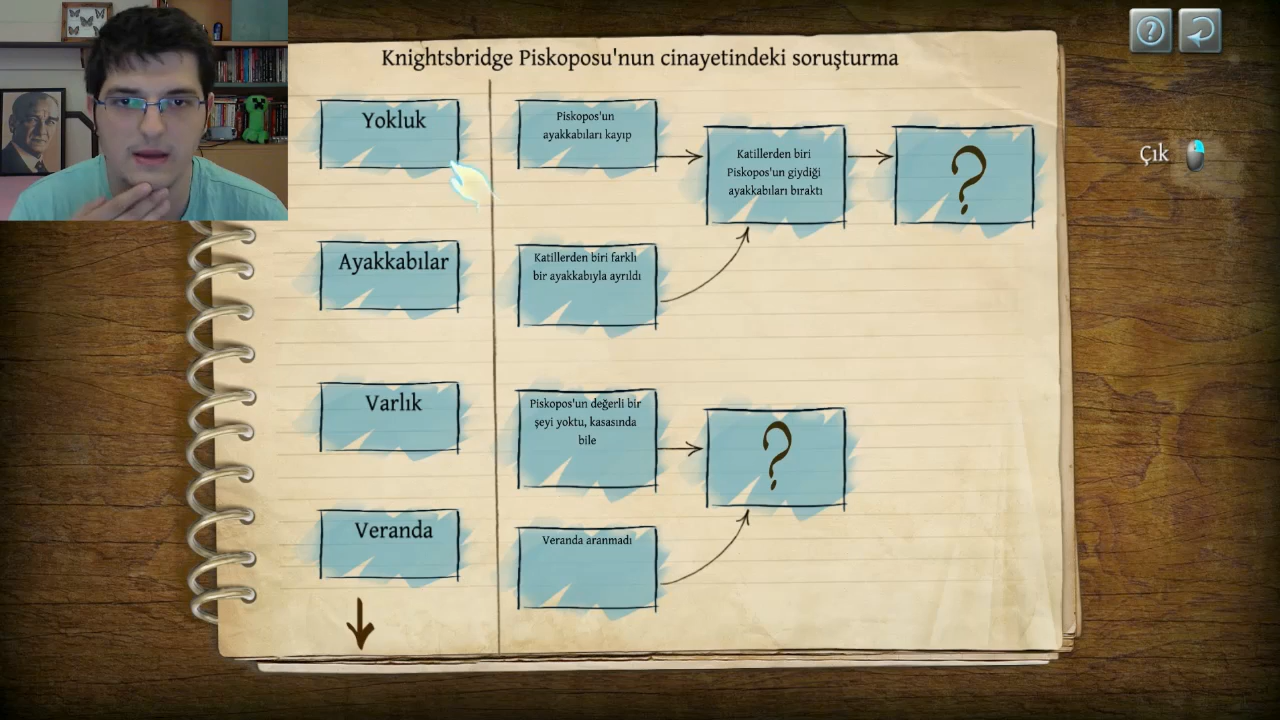 Knightsbridge Piskoposu'nun cinayetindeki soruşturma
Yokluk
Piskopos'un
ayakkabıları kayıp
Katillerden biri
Piskopos'un giydiği
ayakkabıları bıraktı
?
Çık
Ayakkabılar
Katillerden biri farklı
bir ayakkabıyla ayrıldı
Varlık
Piskopos'un değerli bir
şeyi yoktu, kasasında
bile
?
Veranda
Veranda aranmadı
?